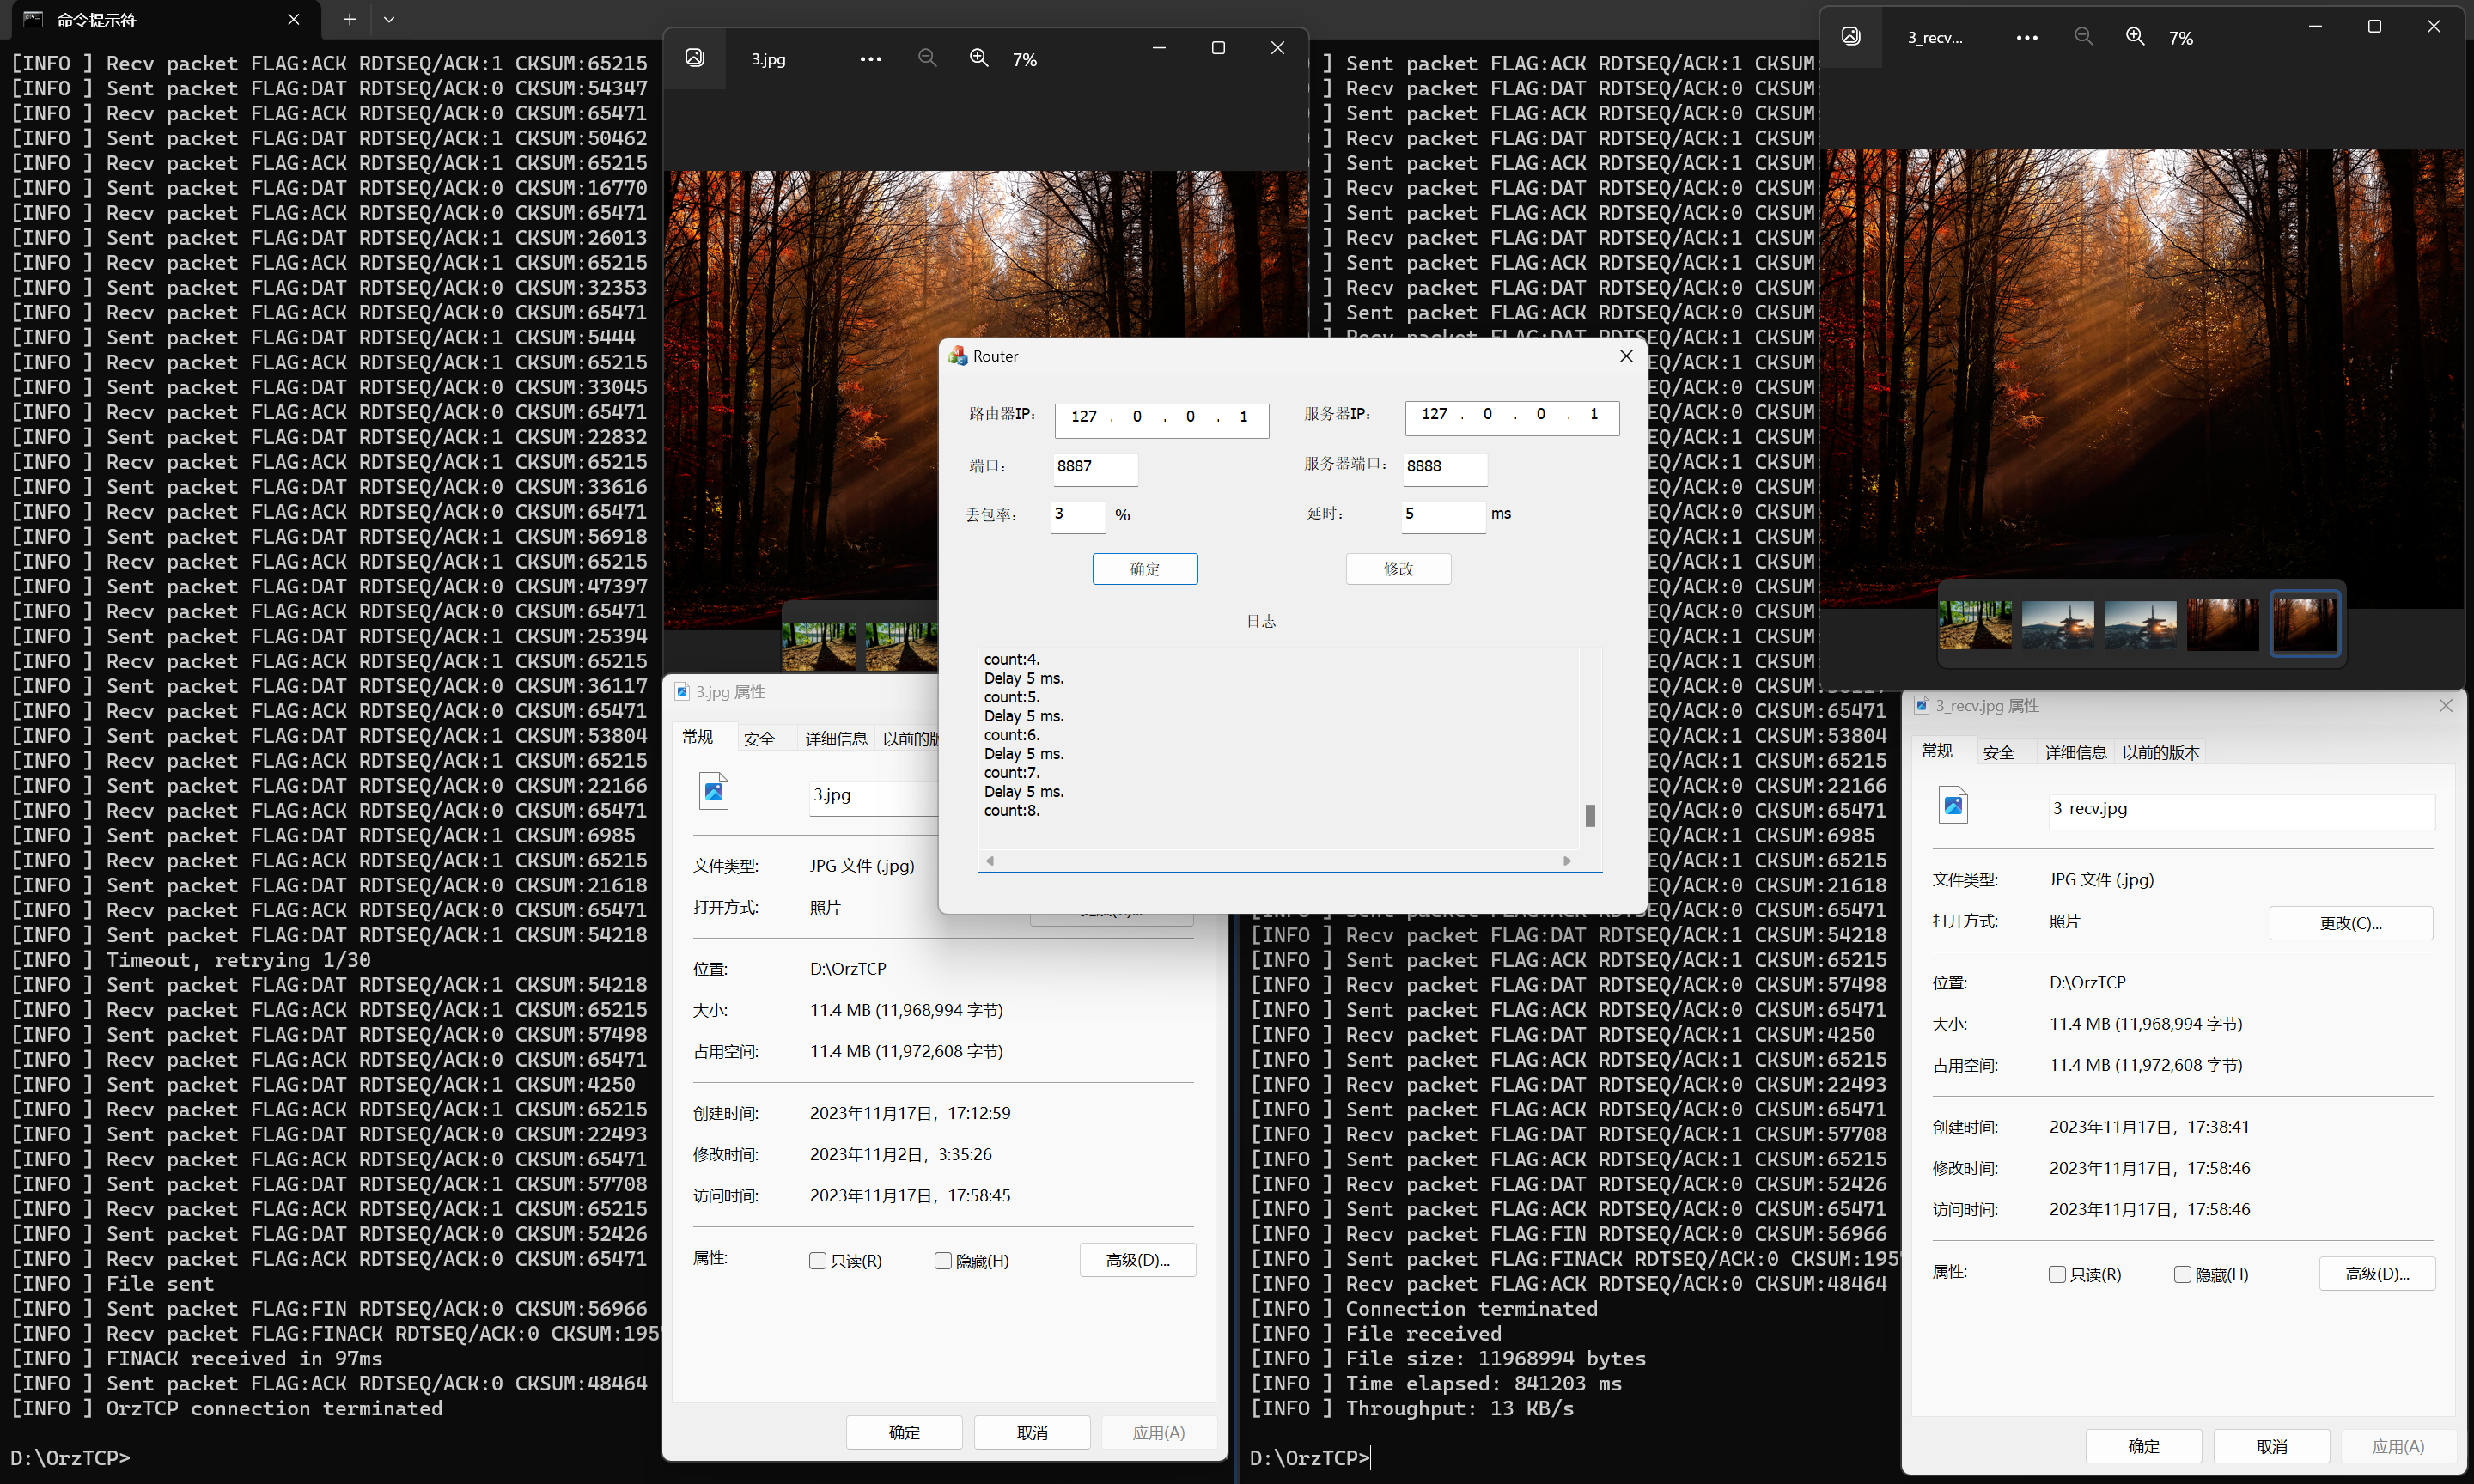 命令提示符
[INFO ] Recv packet FLAG:ACK RDTSEQ/ACK:1 CKSUM:65215
[INFO ] Sent packet FLAG:DAT RDTSEQ/ACK:0 CKSUM:54347
[INFO ] Recv packet FLAG:ACK RDTSEQ/ACK:0 CKSUM:65471
[INFO ] Sent packet FLAG:DAT RDTSEQ/ACK:1 CKSUM:50462
[INFO ] Recv packet FLAG:ACK RDTSEQ/ACK:1 CKSUM:65215
[INFO ] Sent packet FLAG:DAT RDTSEQ/ACK:0 CKSUM:16770
[INFO ] Recv packet FLAG:ACK RDTSEQ/ACK:0 CKSUM:65471
[INFO ] Sent packet FLAG:DAT RDTSEQ/ACK:1 CKSUM:26013
[INFO ] Recv packet FLAG:ACK RDTSEQ/ACK:1 CKSUM:65215
[INFO ] Sent packet FLAG:DAT RDTSEQ/ACK:0 CKSUM:32353
[INFO ] Recv packet FLAG:ACK RDTSEQ/ACK:0 CKSUM:65471
[INFO ] Sent packet FLAG:DAT RDTSEQ/ACK:1 CKSUM:5444
[INFO ] Recv packet FLAG:ACK RDTSEQ/ACK:1 CKSUM:65215
[INFO ] Sent packet FLAG:DAT RDTSEQ/ACK:0 CKSUM:33045
[INFO ] Recv packet FLAG:ACK RDTSEQ/ACK:0 CKSUM:65471
[INFO ] Sent packet FLAG:DAT RDTSEQ/ACK:1 CKSUM:22832
[INFO ] Recv packet FLAG:ACK RDTSEQ/ACK:1 CKSUM:65215
[INFO ] Sent packet FLAG:DAT RDTSEQ/ACK:0 CKSUM:33616
[INFO ] Recv packet FLAG:ACK RDTSEQ/ACK:0 CKSUM:65471
[INFO ] Sent packet FLAG:DAT RDTSEQ/ACK:1 CKSUM:56918
[INFO ] Recv packet FLAG:ACK RDTSEQ/ACK:1 CKSUM:65215
[INFO ] Sent packet FLAG:DAT RDTSEQ/ACK:0 CKSUM:47397
[INFO ] Recv packet FLAG:ACK RDTSEQ/ACK:0 CKSUM:65471
[INFO ] Sent packet FLAG:DAT RDTSEQ/ACK:1 CKSUM:25394
[INFO ] Recv packet FLAG:ACK RDTSEQ/ACK:1 CKSUM:65215
[INFO ] Sent packet FLAG:DAT RDTSEQ/ACK:0 CKSUM:36117
[INFO ] Recv packet FLAG:ACK RDTSEQ/ACK:0 CKSUM:65471
[INFO ] Sent packet FLAG:DAT RDTSEQ/ACK:1 CKSUM:53804
[INFO ] Recv packet FLAG:ACK RDTSEQ/ACK:1 CKSUM:65215
[INFO ] Sent packet FLAG:DAT RDTSEQ/ACK:0 CKSUM:22166
[INFO ] Recv packet FLAG:ACK RDTSEQ/ACK:0 CKSUM:65471
[INFO ] Sent packet FLAG:DAT RDTSEQ/ACK:1 CKSUM:6985
[INFO ] Recv packet FLAG:ACK RDTSEQ/ACK:1 CKSUM:65215
[INFO ] Sent packet FLAG:DAT RDTSEQ/ACK:0 CKSUM:21618
[INFO ] Recv packet FLAG:ACK RDTSEQ/ACK:0 CKSUM:65471
[INFO ] Sent packet FLAG:DAT RDTSEQ/ACK:1 CKSUM:54218
[INFO ] Timeout, retrying 1/30
[INFO ] Sent packet FLAG:DAT RDTSEQ/ACK:1 CKSUM:54218
[INFO ] Recv packet FLAG:ACK RDTSEQ/ACK:1 CKSUM:65215
[INFO ] Sent packet FLAG:DAT RDTSEQ/ACK:0 CKSUM:57498
[INFO ] Recv packet FLAG:ACK RDTSEQ/ACK:0 CKSUM:65471
[INFO ] Sent packet FLAG:DAT RDTSEQ/ACK:1 CKSUM:4250
[INFO ] Recv packet FLAG:ACK RDTSEQ/ACK:1 CKSUM:65215
[INFO ] Sent packet FLAG:DAT RDTSEQ/ACK:0 CKSUM:22493
[INFO ] Recv packet FLAG:ACK RDTSEQ/ACK:0 CKSUM:65471
[INFO ] Sent packet FLAG:DAT RDTSEQ/ACK:1 CKSUM:57708
[INFO ] Recv packet FLAG:ACK RDTSEQ/ACK:1 CKSUM:65215
[INFO ] Sent packet FLAG:DAT RDTSEQ/ACK:0 CKSUM:52426
[INFO ] Recv packet FLAG:ACK RDTSEQ/ACK:0 CKSUM:65471
[INFO ] File sent
[INFO ] Sent packet FLAG:FIN RDTSEQ/ACK:0 CKSUM:56966
[INFO ] Recv packet FLAG:FINACK RDTSEQ/ACK:0 CKSUM:195
[INFO ] FINACK received in 97ms
[INFO ] Sent packet FLAG:ACK RDTSEQ/ACK:0 CKSUM:48464
[INFO ] OrzTCP connection terminated
D:\OrzTCP>
3.jpg
7%
] Sent packet FLAG:ACK RDTSEQ/ACK:1 CKSUM:
] Recv packet FLAG:DAT RDTSEQ/ACK:0 CKSUM:
] Sent packet FLAG:ACK RDTSEQ/ACK:0 CKSUM:
] Recv packet FLAG:DAT RDTSEQ/ACK:1 CKSUM:
] Sent packet FLAG:ACK RDTSEQ/ACK:1 CKSUM:
] Recv packet FLAG:DAT RDTSEQ/ACK:0 CKSUM:
] Sent packet FLAG:ACK RDTSEQ/ACK:0 CKSUM:
] Recv packet FLAG:DAT RDTSEQ/ACK:1 CKSUM:
] Sent packet FLAG:ACK RDTSEQ/ACK:1 CKSUM:
] Recv packet FLAG:DAT RDTSEQ/ACK:0 CKSUM:
] Sent packet FLAG:ACK RDTSEQ/ACK:0 CKSUM:
] Recv packet FLAG:DAT RDTSEQ/ACK:1 CKSUM:
EQ/ACK:1 CKSUM:
EQ/ACK:0 CKSUM:
EQ/ACK:0 CKSUM:
EQ/ACK:1 CKSUM:
EQ/ACK:1 CKSUM:
EQ/ACK:0 CKSUM:
EQ/ACK:0 CKSUM:
EQ/ACK:1 CKSUM:
EQ/ACK:1 CKSUM:
EQ/ACK:0 CKSUM:
EQ/ACK:0 CKSUM:
EQ/ACK:1 CKSUM:
EQ/ACK:1 CKSUM:
EQ/ACK:0 CKSUM:
EQ/ACK:0 CKSUM:65471
EQ/ACK:1 CKSUM:53804
EQ/ACK:1 CKSUM:65215
EQ/ACK:0 CKSUM:22166
EQ/ACK:0 CKSUM:65471
EQ/ACK:1 CKSUM:6985
EQ/ACK:1 CKSUM:65215
EQ/ACK:0 CKSUM:21618
[INFO ] Sent packet FLAG:ACK RDTSEQ/ACK:0 CKSUM:65471
[INFO ] Recv packet FLAG:DAT RDTSEQ/ACK:1 CKSUM:54218
[INFO ] Sent packet FLAG:ACK RDTSEQ/ACK:1 CKSUM:65215
[INFO ] Recv packet FLAG:DAT RDTSEQ/ACK:0 CKSUM:57498
[INFO ] Sent packet FLAG:ACK RDTSEQ/ACK:0 CKSUM:65471
[INFO ] Recv packet FLAG:DAT RDTSEQ/ACK:1 CKSUM:4250
[INFO ] Sent packet FLAG:ACK RDTSEQ/ACK:1 CKSUM:65215
[INFO ] Recv packet FLAG:DAT RDTSEQ/ACK:0 CKSUM:22493
[INFO ] Sent packet FLAG:ACK RDTSEQ/ACK:0 CKSUM:65471
[INFO ] Recv packet FLAG:DAT RDTSEQ/ACK:1 CKSUM:57708
[INFO ] Sent packet FLAG:ACK RDTSEQ/ACK:1 CKSUM:65215
[INFO ] Recv packet FLAG:DAT RDTSEQ/ACK:0 CKSUM:52426
[INFO ] Sent packet FLAG:ACK RDTSEQ/ACK:0 CKSUM:65471
[INFO ] Recv packet FLAG:FIN RDTSEQ/ACK:0 CKSUM:56966
[INFO ] Sent packet FLAG:FINACK RDTSEQ/ACK:0 CKSUM:195
[INFO ] Recv packet FLAG:ACK RDTSEQ/ACK:0 CKSUM:48464
[INFO ] Connection terminated
[INFO ] File received
[INFO ] File size: 11968994 bytes
[INFO ] Time elapsed: 841203 ms
[INFO ] Throughput: 13 KB/s
D:\OrzTCP>
3_recv...
7%
Router
路由器IP: 127 . 0 . 0 . 1 服务器IP: 127 . 0 . 0 . 1
端口: 8887 服务器端口: 8888
丢包率: 3 % 延时: 5 ms
确定 修改
日志
count:4.
Delay 5 ms.
count:5.
Delay 5 ms.
count:6.
Delay 5 ms.
count:7.
Delay 5 ms.
count:8.
3.jpg 属性
常规 安全 详细信息 以前的
3.jpg
文件类型: JPG 文件 (.jpg)
打开方式: 照片
位置: D:\OrzTCP
大小: 11.4 MB (11,968,994 字节)
占用空间: 11.4 MB (11,972,608 字节)
创建时间: 2023年11月17日，17:12:59
修改时间: 2023年11月2日，3:35:26
访问时间: 2023年11月17日，17:58:45
属性: 只读(R) 隐藏(H) 高级(D)...
确定 取消 应用(A)
3_recv.jpg 属性
常规 安全 详细信息 以前的版本
3_recv.jpg
文件类型: JPG 文件 (.jpg)
打开方式: 照片 更改(C)...
位置: D:\OrzTCP
大小: 11.4 MB (11,968,994 字节)
占用空间: 11.4 MB (11,972,608 字节)
创建时间: 2023年11月17日，17:38:41
修改时间: 2023年11月17日，17:58:46
访问时间: 2023年11月17日，17:58:46
属性: 只读(R) 隐藏(H) 高级(D)...
确定 取消 应用(A)